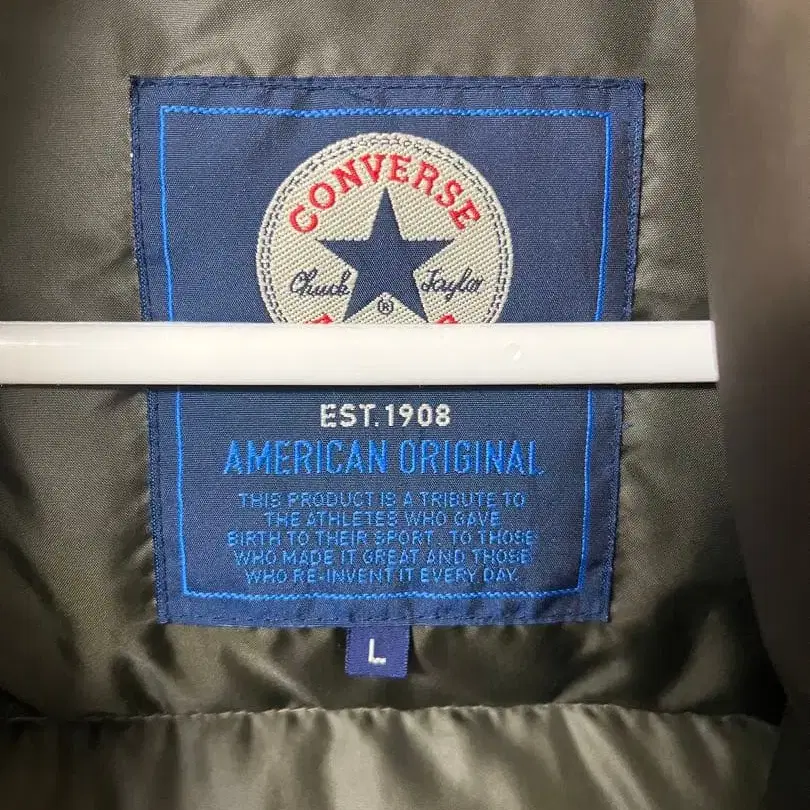 CONVERSE
Chuck Taylor
®
EST.1908
AMERICAN ORIGINAL
THIS PRODUCT IS A TRIBUTE TO
THE ATHLETES WHO GAVE
BIRTH TO THEIR SPORT. TO THOSE
WHO MADE IT GREAT AND THOSE
WHO RE-INVENT IT EVERY DAY.
L